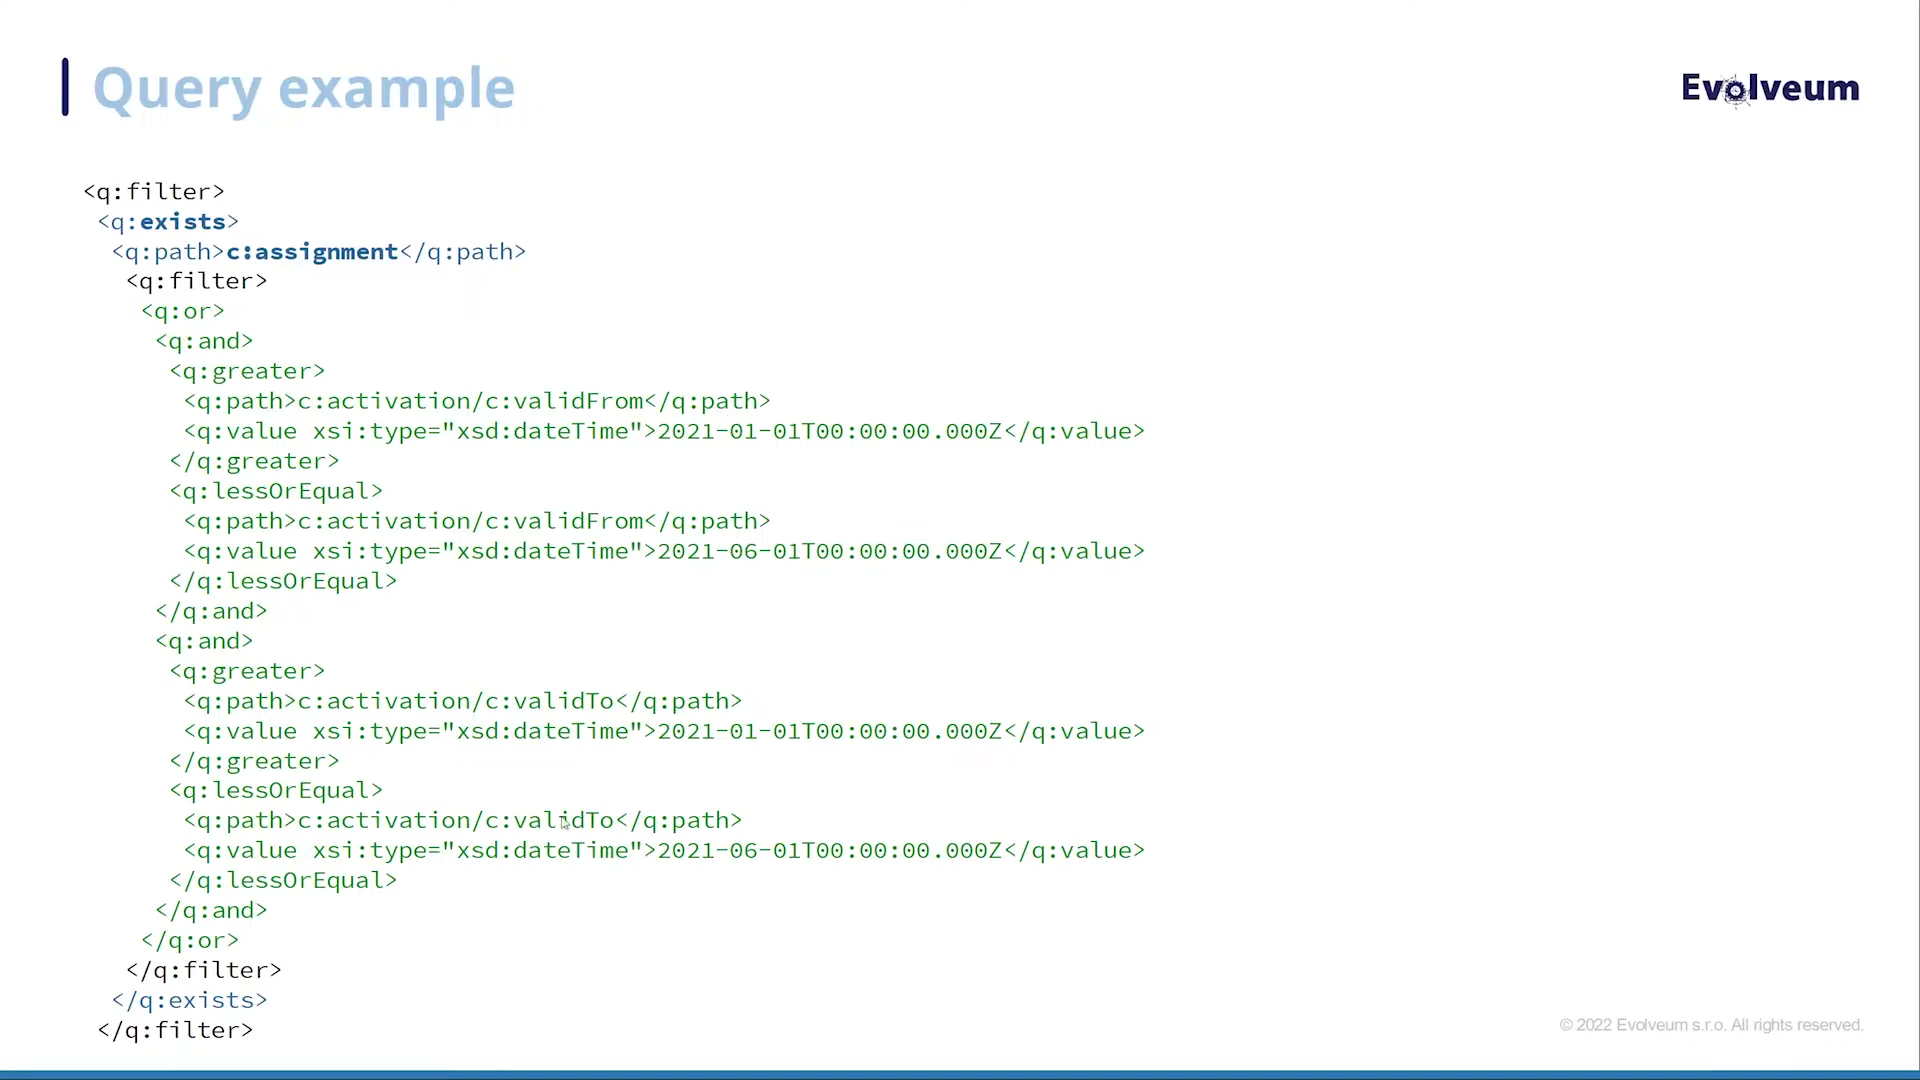 Query example
Evolveum
<q:filter>
<q:exists>
<q:path>c:assignment</q:path>
<q:filter>
<q:or>
<q:and>
<q:greater>
<q:path>c:activation/c:validFrom</q:path>
<q:value xsi:type="xsd:dateTime">2021-01-01T00:00:00.000Z</q:value>
</q:greater>
<q:lessOrEqual>
<q:path>c:activation/c:validFrom</q:path>
<q:value xsi:type="xsd:dateTime">2021-06-01T00:00:00.000Z</q:value>
</q:lessOrEqual>
</q:and>
<q:and>
<q:greater>
<q:path>c:activation/c:validTo</q:path>
<q:value xsi:type="xsd:dateTime">2021-01-01T00:00:00.000Z</q:value>
</q:greater>
<q:lessOrEqual>
<q:path>c:activation/c:validTo</q:path>
<q:value xsi:type="xsd:dateTime">2021-06-01T00:00:00.000Z</q:value>
</q:lessOrEqual>
</q:and>
</q:or>
</q:filter>
</q:exists>
</q:filter>
© 2022 Evolveum s.r.o. All rights reserved.